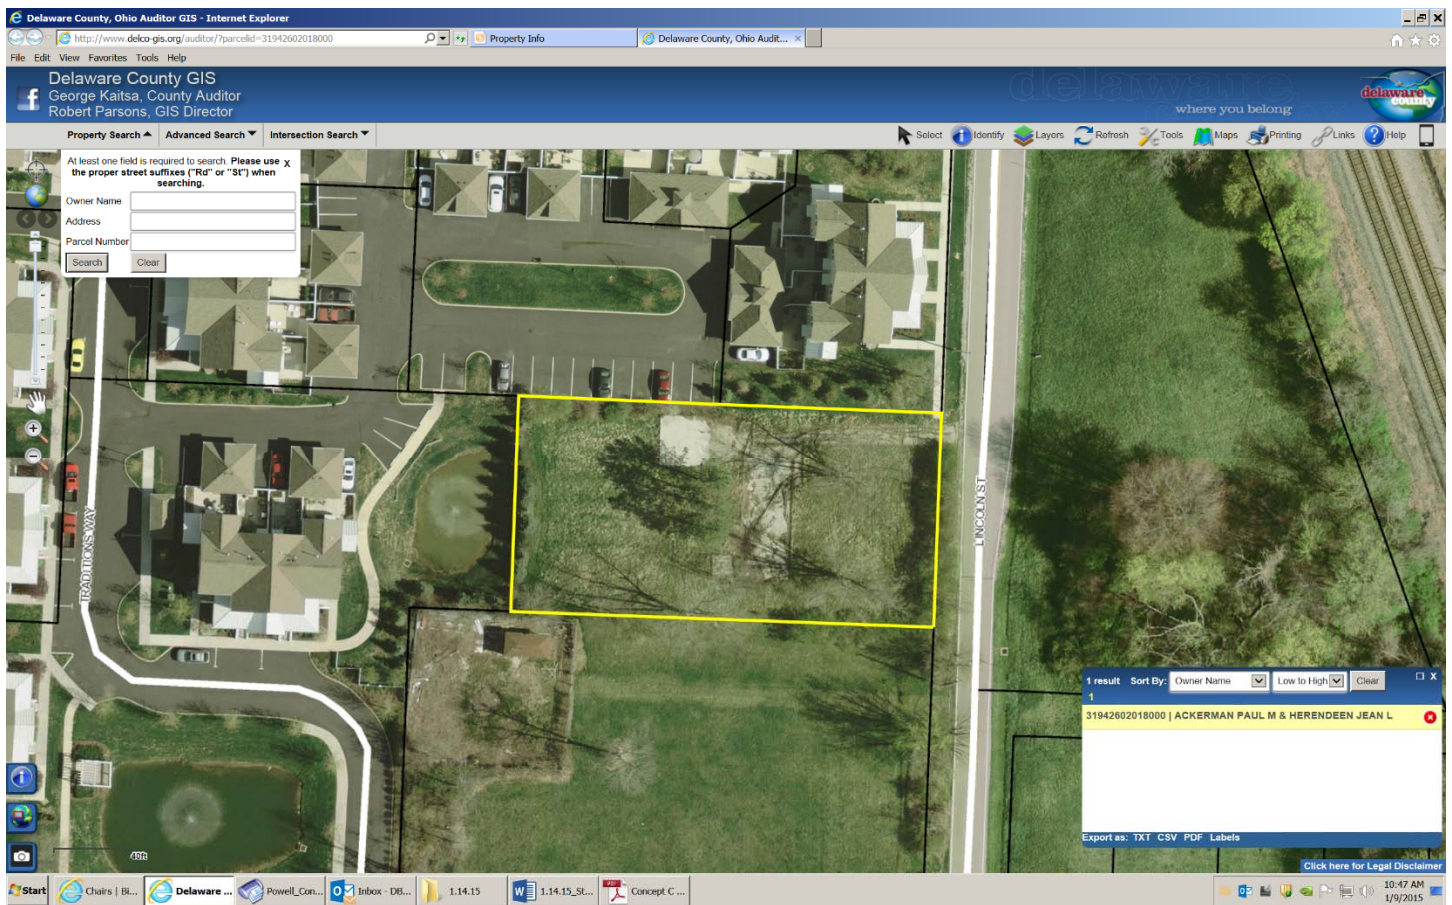 Delaware County, Ohio Auditor GIS - Internet Explorer
http://www.delco-gis.org/auditor/?parcelid=31942602018000
Property Info
Delaware County, Ohio Audit... ×
File Edit View Favorites Tools Help
Delaware County GIS
George Kaitsa, County Auditor
Robert Parsons, GIS Director
delaware
where you belong
delaware
county
Property Search
Advanced Search
Intersection Search
Select
Identify
Layers
Refresh
Tools
Maps
Printing
Links
Help
At least one field is required to search. Please use X
the proper street suffixes ("Rd" or "St") when
searching.
Owner Name
Address
Parcel Number
Search
Clear
TRADITIONS WAY
LINCOLN ST
1 result Sort By: Owner Name Low to High Clear X
1
31942602018000 | ACKERMAN PAUL M & HERENDEEN JEAN L
Export as: TXT CSV PDF Labels
40ft
Click here for Legal Disclaimer
Start
Chairs | Bi...
Delaware ...
Powell_Con...
Inbox - DB...
1.14.15
1.14.15_St...
Concept C ...
10:47 AM
1/9/2015